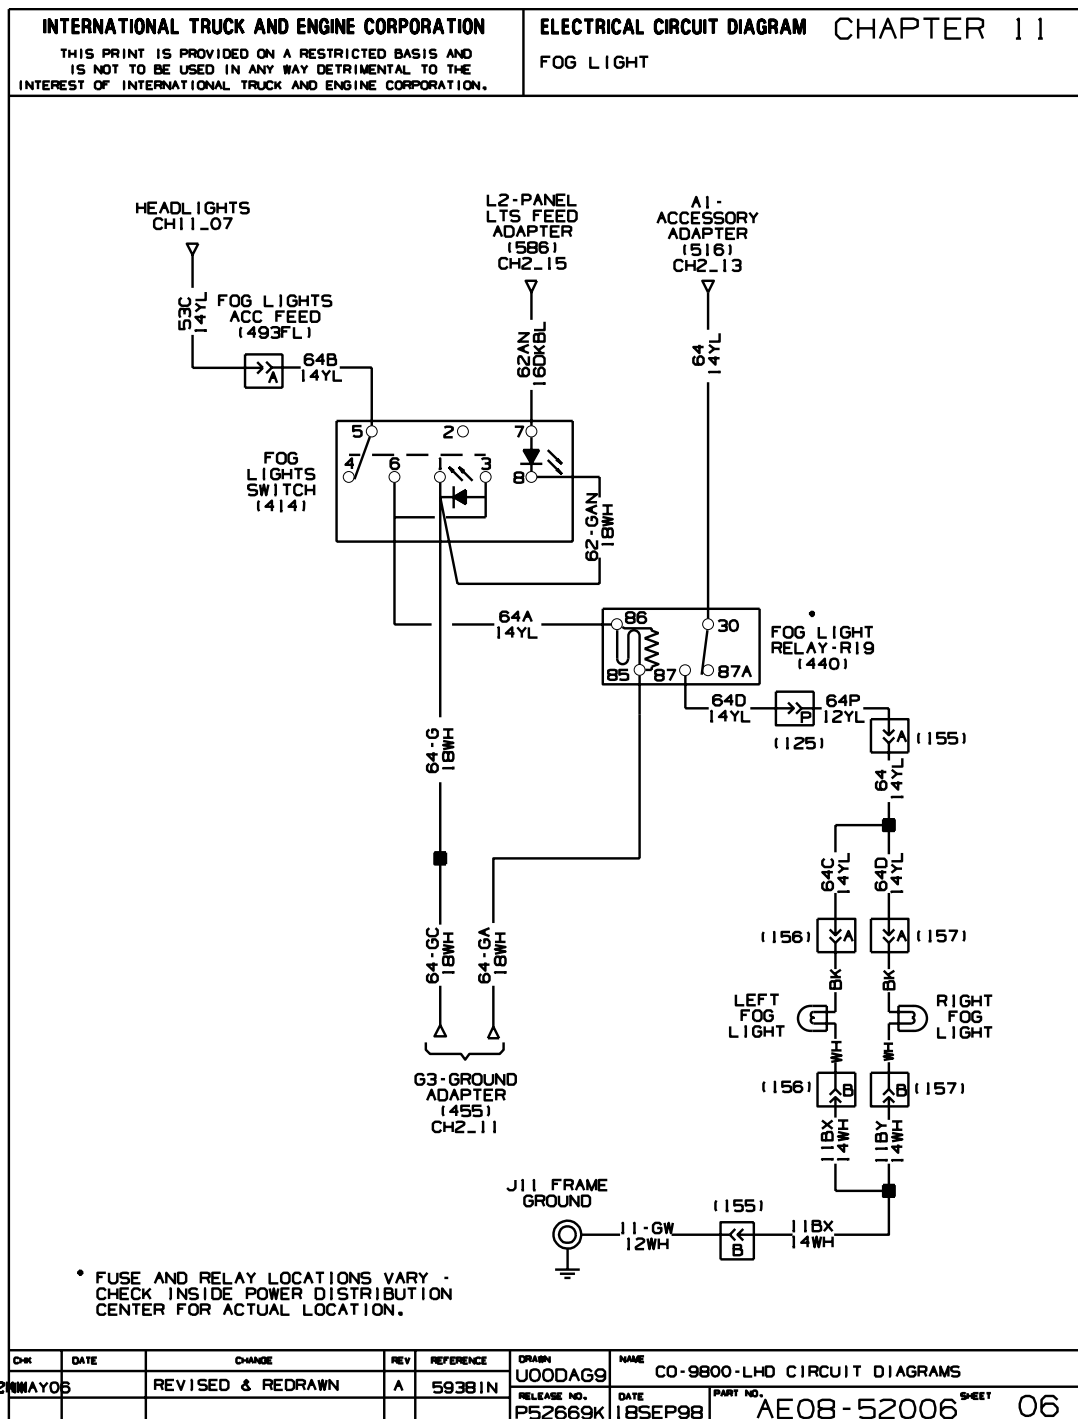 INTERNATIONAL TRUCK AND ENGINE CORPORATION
THIS PRINT IS PROVIDED ON A RESTRICTED BASIS AND
IS NOT TO BE USED IN ANY WAY DETRIMENTAL TO THE
INTEREST OF INTERNATIONAL TRUCK AND ENGINE CORPORATION.
ELECTRICAL CIRCUIT DIAGRAM CHAPTER 11
FOG LIGHT
HEADLIGHTS
CH11_07
L2-PANEL
LTS FEED
ADAPTER
(586)
CH2_15
A1-
ACCESSORY
ADAPTER
(516)
CH2_13
53C
14YL
FOG LIGHTS
ACC FEED
(493FL)
A
64B
14YL
62AN
16DKBL
64
14YL
FOG
LIGHTS
SWITCH
(414)
5
2
7
4
6
1
3
8
62-GAN
18WH
64A
14YL
86
30
85
87
87A
FOG LIGHT
RELAY-R19
(440)
64D
14YL
P
64P
12YL
(125)
A
(155)
64
14YL
64-G
18WH
64C
14YL
64D
14YL
(156)
A
A
(157)
BK
BK
64-GC
18WH
64-GA
18WH
LEFT
FOG
LIGHT
RIGHT
FOG
LIGHT
WH
WH
G3-GROUND
ADAPTER
(455)
CH2_11
(156)
B
B
(157)
11BX
14WH
11BY
14WH
J11 FRAME
GROUND
(155)
11-GW
12WH
B
11BX
14WH
* FUSE AND RELAY LOCATIONS VARY -
CHECK INSIDE POWER DISTRIBUTION
CENTER FOR ACTUAL LOCATION.
CHK DATE CHANGE REV REFERENCE
MAY06 REVISED & REDRAWN A 59381N
DRAWN
U00DAG9
NAME
CO-9800-LHD CIRCUIT DIAGRAMS
RELEASE NO.
P52669K
DATE
18SEP98
PART NO.
AE08-52006
SHEET
06